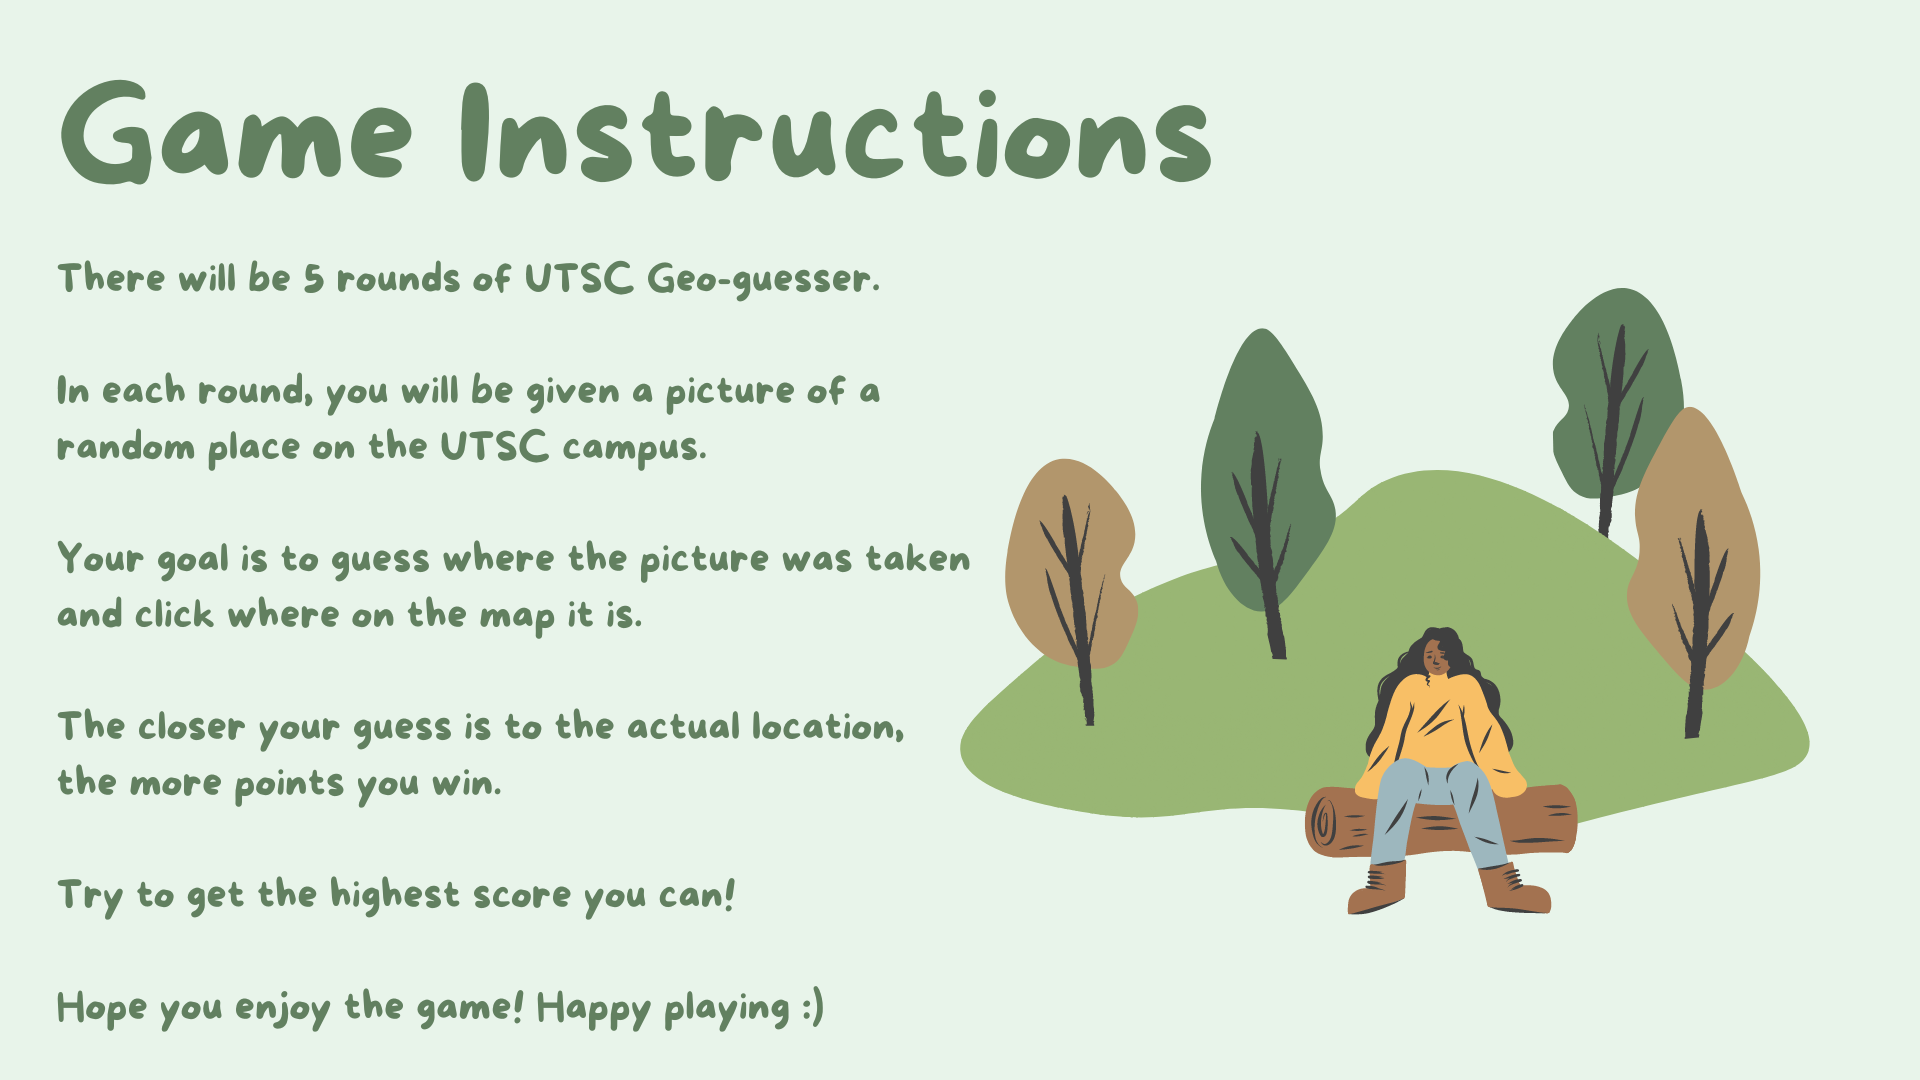 Game Instructions
There will be 5 rounds of UTSC Geo-guesser.
In each round, you will be given a picture of a
random place on the UTSC campus.
Your goal is to guess where the picture was taken
and click where on the map it is.
The closer your guess is to the actual location,
the more points you win.
Try to get the highest score you can!
Hope you enjoy the game! Happy playing :)